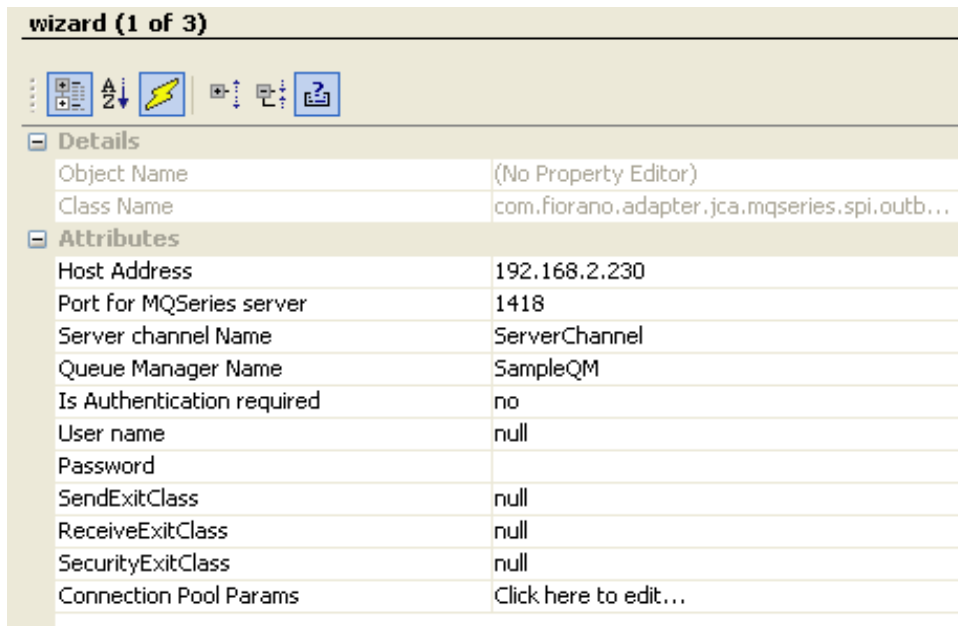 wizard (1 of 3)
Details
Object Name (No Property Editor)
Class Name com.fiorano.adapter.jca.mqseries.spi.outb...
Attributes
Host Address 192.168.2.230
Port for MQSeries server 1418
Server channel Name ServerChannel
Queue Manager Name SampleQM
Is Authentication required no
User name null
Password
SendExitClass null
ReceiveExitClass null
SecurityExitClass null
Connection Pool Params Click here to edit...